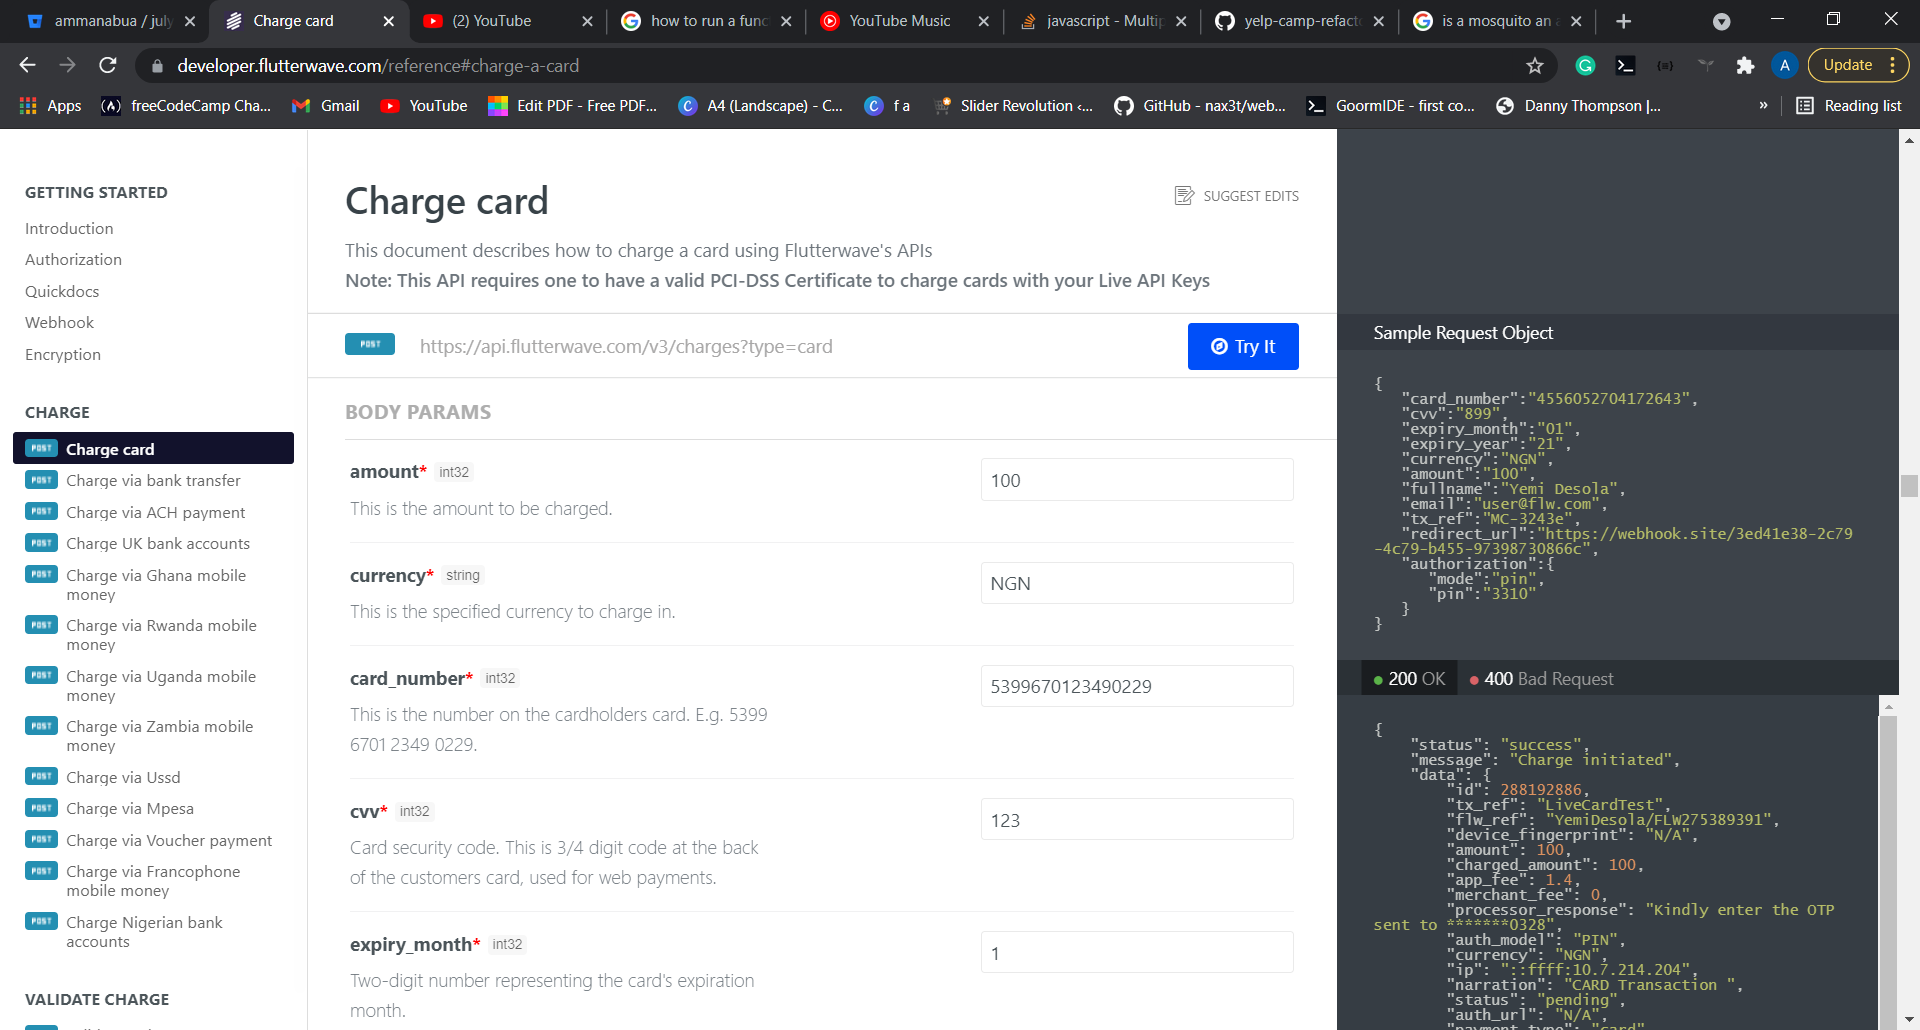 ammanabua / july
Charge card
(2) YouTube
how to run a func
YouTube Music
javascript - Multip
yelp-camp-refacto
is a mosquito an a
developer.flutterwave.com/reference#charge-a-card
A
Update
Apps
freeCodeCamp Cha...
Gmail
YouTube
Edit PDF - Free PDF...
A4 (Landscape) - C...
f a
Slider Revolution ‹...
GitHub - nax3t/web...
GoormIDE - first co...
Danny Thompson |...
»
Reading list
GETTING STARTED
Introduction
Authorization
Quickdocs
Webhook
Encryption
CHARGE
POST Charge card
POST Charge via bank transfer
POST Charge via ACH payment
POST Charge UK bank accounts
POST Charge via Ghana mobile
money
POST Charge via Rwanda mobile
money
POST Charge via Uganda mobile
money
POST Charge via Zambia mobile
money
POST Charge via Ussd
POST Charge via Mpesa
POST Charge via Voucher payment
POST Charge via Francophone
mobile money
POST Charge Nigerian bank
accounts
VALIDATE CHARGE
Charge card
SUGGEST EDITS
This document describes how to charge a card using Flutterwave's APIs
Note: This API requires one to have a valid PCI-DSS Certificate to charge cards with your Live API Keys
POST https://api.flutterwave.com/v3/charges?type=card
Try It
BODY PARAMS
amount* int32
100
This is the amount to be charged.
currency* string
NGN
This is the specified currency to charge in.
card_number* int32
5399670123490229
This is the number on the cardholders card. E.g. 5399
6701 2349 0229.
cvv* int32
123
Card security code. This is 3/4 digit code at the back
of the customers card, used for web payments.
expiry_month* int32
1
Two-digit number representing the card's expiration
month.
Sample Request Object
{
"card_number":"4556052704172643",
"cvv":"899",
"expiry_month":"01",
"expiry_year":"21",
"currency":"NGN",
"amount":"100",
"fullname":"Yemi Desola",
"email":"user@flw.com",
"tx_ref":"MC-3243e",
"redirect_url":"https://webhook.site/3ed41e38-2c79
-4c79-b455-97398730866c",
"authorization":{
"mode":"pin",
"pin":"3310"
}
}
200 OK
400 Bad Request
{
"status": "success",
"message": "Charge initiated",
"data": {
"id": 288192886,
"tx_ref": "LiveCardTest",
"flw_ref": "YemiDesola/FLW275389391",
"device_fingerprint": "N/A",
"amount": 100,
"charged_amount": 100,
"app_fee": 1.4,
"merchant_fee": 0,
"processor_response": "Kindly enter the OTP
sent to *******0328",
"auth_model": "PIN",
"currency": "NGN",
"ip": "::ffff:10.7.214.204",
"narration": "CARD Transaction ",
"status": "pending",
"auth_url": "N/A",
"payment_type": "card"